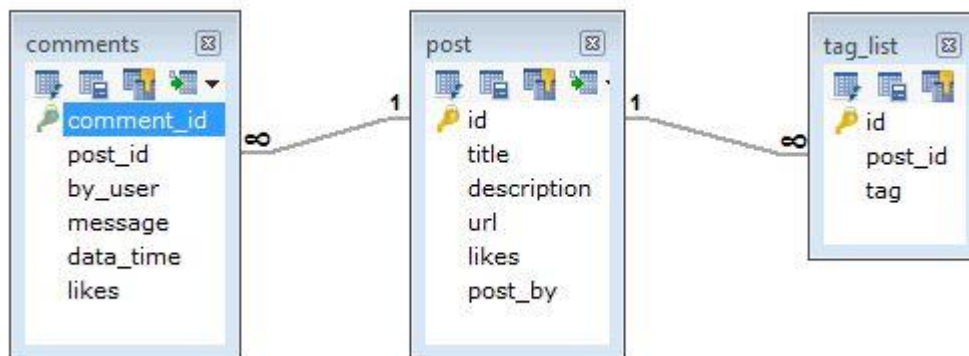 comments
comment_id
post_id
by_user
message
data_time
likes
∞
1
post
id
title
description
url
likes
post_by
1
∞
tag_list
id
post_id
tag